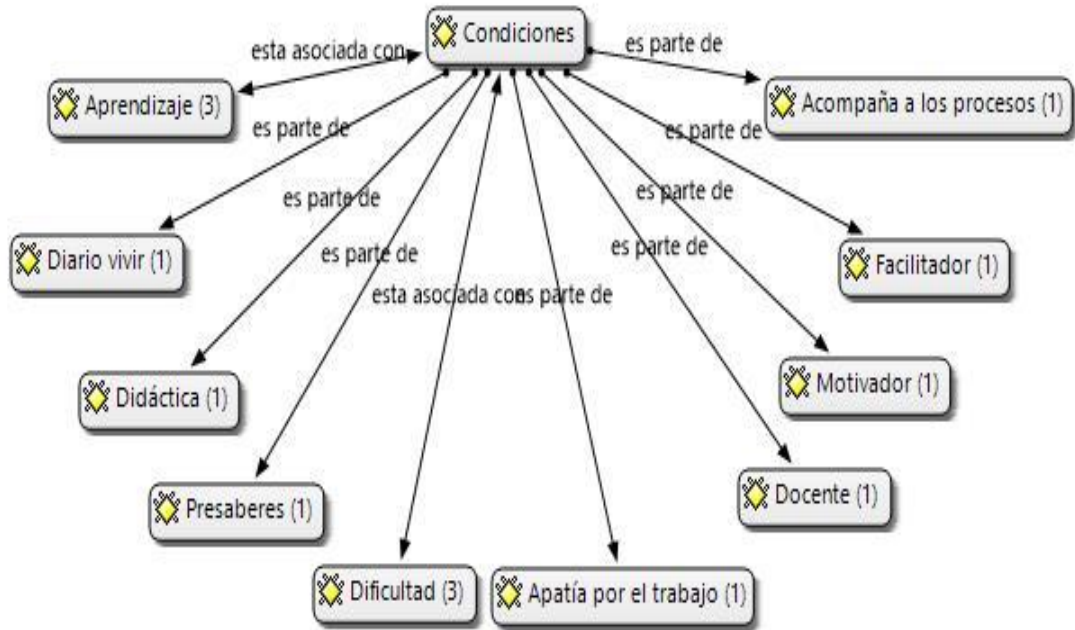 Condiciones
esta asociada con
es parte de
Aprendizaje (3)
Acompaña a los procesos (1)
es parte de
es parte de
es parte de
es parte de
Diario vivir (1)
es parte de
es parte de
Facilitador (1)
esta asociada con
es parte de
Didáctica (1)
Motivador (1)
Presaberes (1)
Docente (1)
Dificultad (3)
Apatía por el trabajo (1)